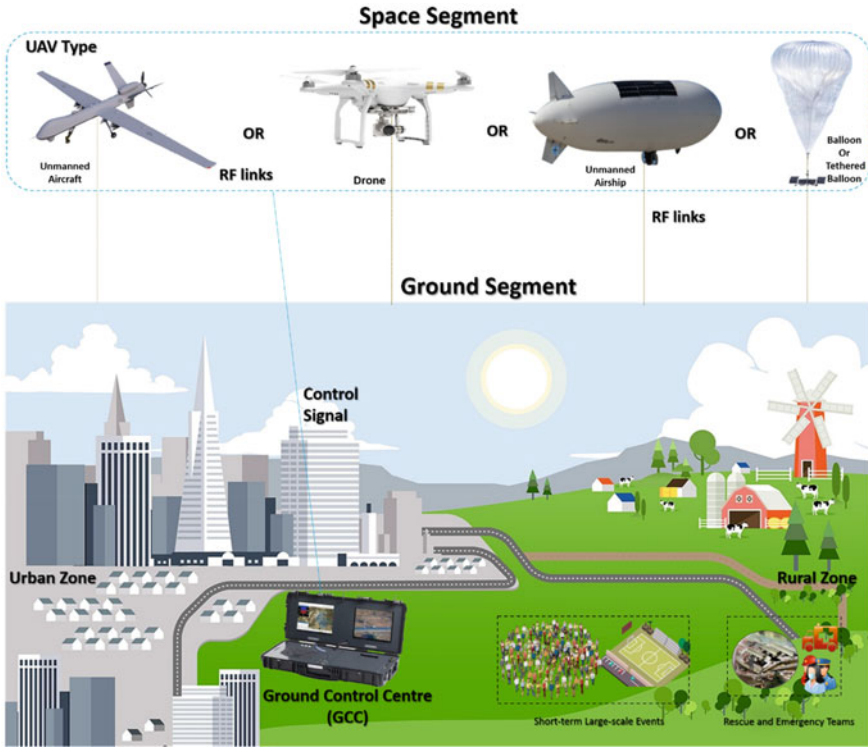 Space Segment
UAV Type
OR
OR
OR
Unmanned
Aircraft
RF links
Drone
Unmanned
Airship
Balloon
Or
Tethered
Balloon
RF links
Ground Segment
Control
Signal
Urban Zone
Rural Zone
Ground Control Centre
(GCC)
Short-term Large-scale Events
Rescue and Emergency Teams